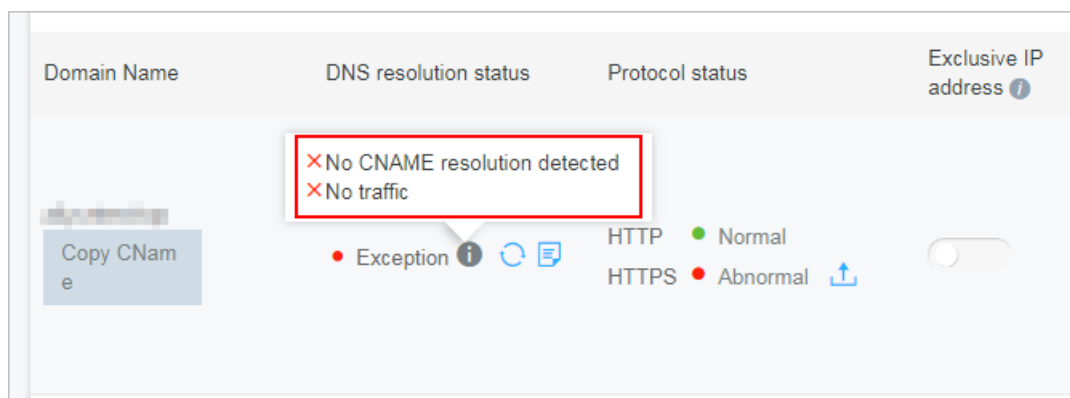 Domain Name
DNS resolution status
Protocol status
Exclusive IP
address
No CNAME resolution detected
No traffic
Copy CNam
e
Exception
HTTP
Normal
HTTPS
Abnormal